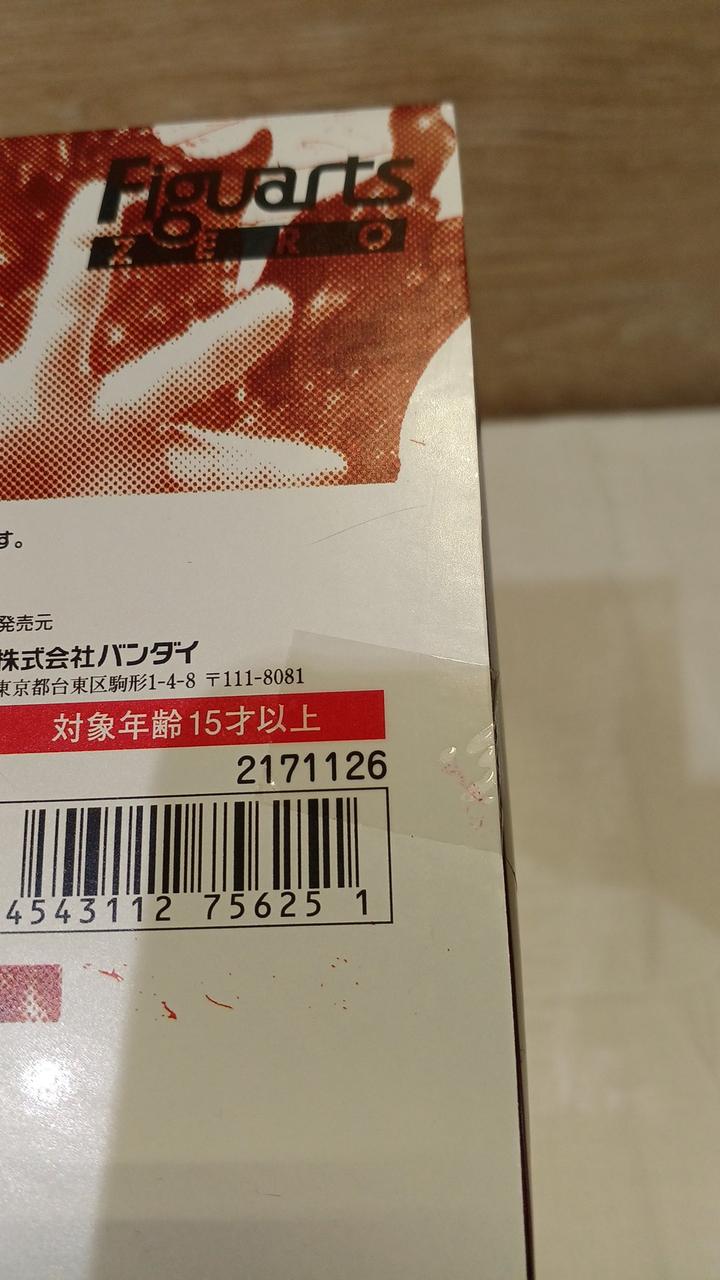 Figuarts
ZERO
す。
発売元
株式会社バンダイ
東京都台東区駒形1-4-8 〒111-8081
対象年齢15才以上
2171126
4543112 75625 1